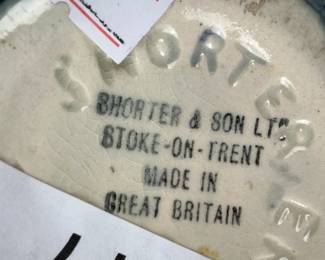 SHORTER
SHORTER & SON LTD
STOKE-ON-TRENT
MADE IN
GREAT BRITAIN